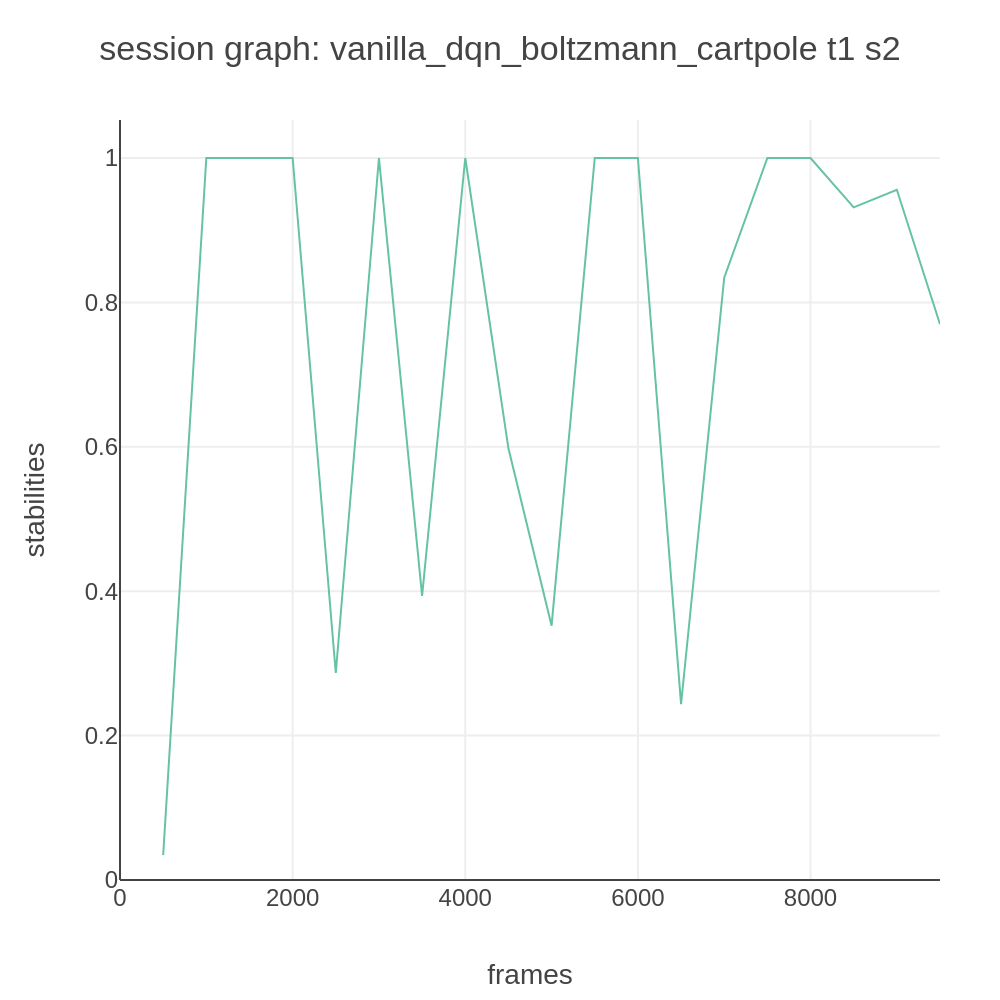 session graph: vanilla_dqn_boltzmann_cartpole t1 s2
1
0.8
0.6
0.4
0.2
0
stabilities
0 2000 4000 6000 8000
frames